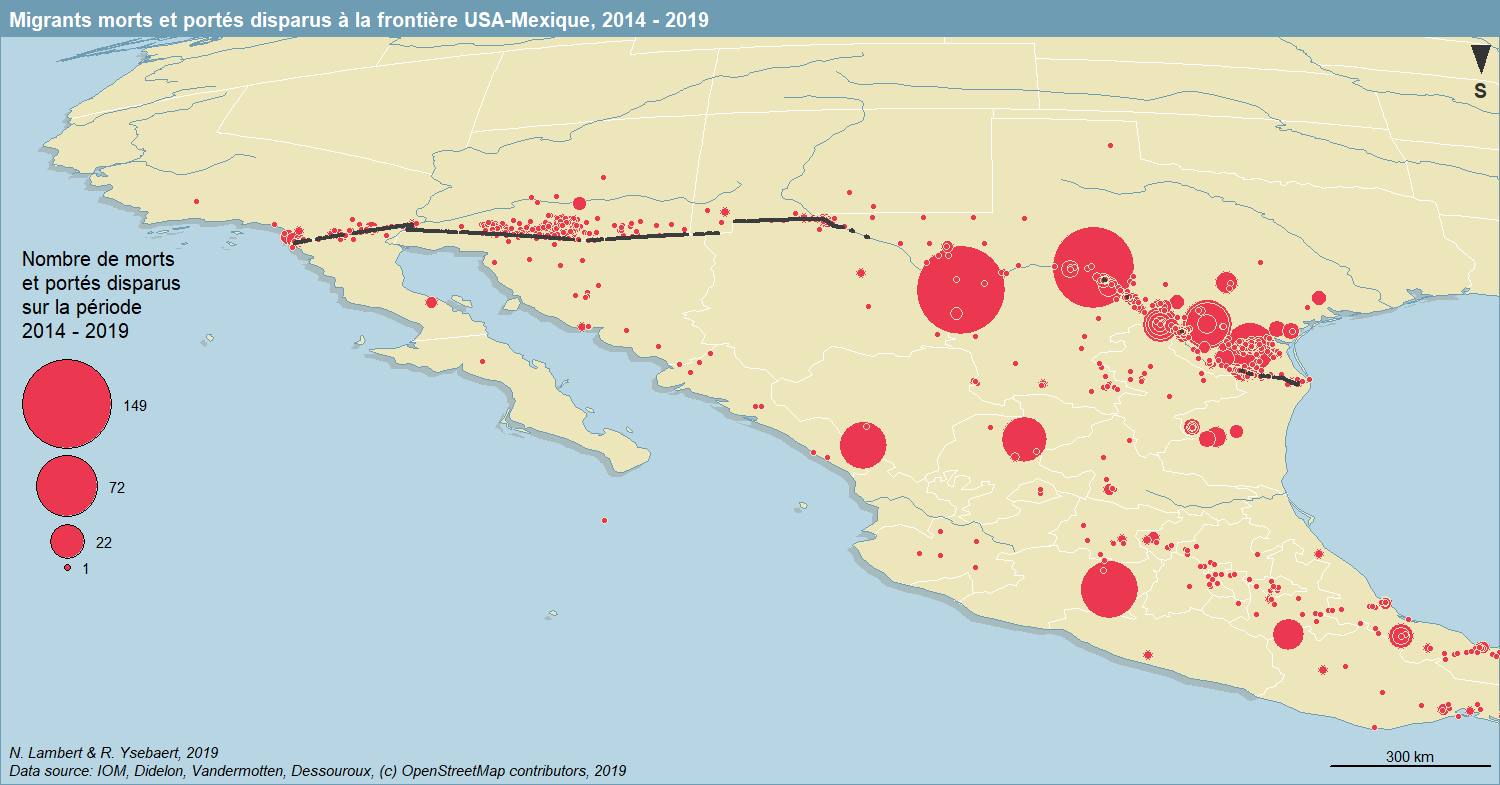 Migrants morts et portés disparus à la frontière USA-Mexique, 2014 - 2019
S
Nombre de morts
et portés disparus
sur la période
2014 - 2019
149
72
22
1
N. Lambert & R. Ysebaert, 2019
Data source: IOM, Didelon, Vandermotten, Dessouroux, (c) OpenStreetMap contributors, 2019
300 km